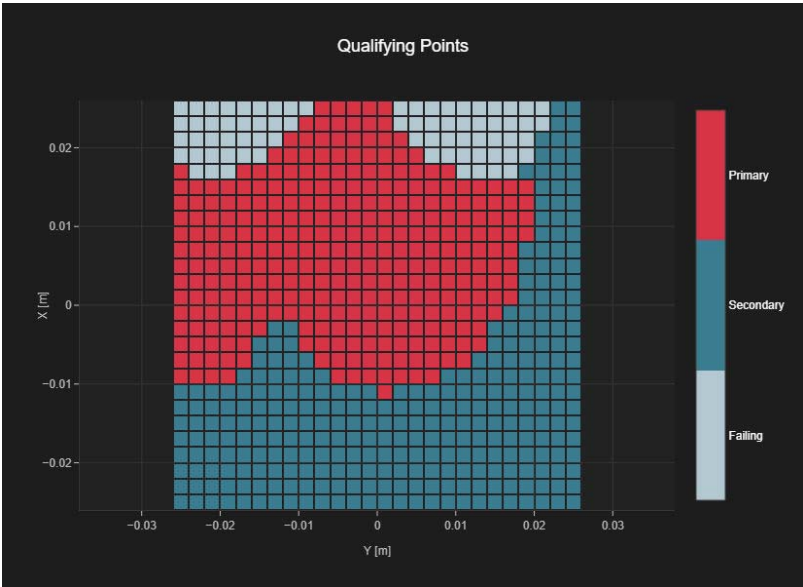 Qualifying Points
0.02
0.01
0
−0.01
−0.02
X [m]
−0.03
−0.02
−0.01
0
0.01
0.02
0.03
Y [m]
Primary
Secondary
Failing